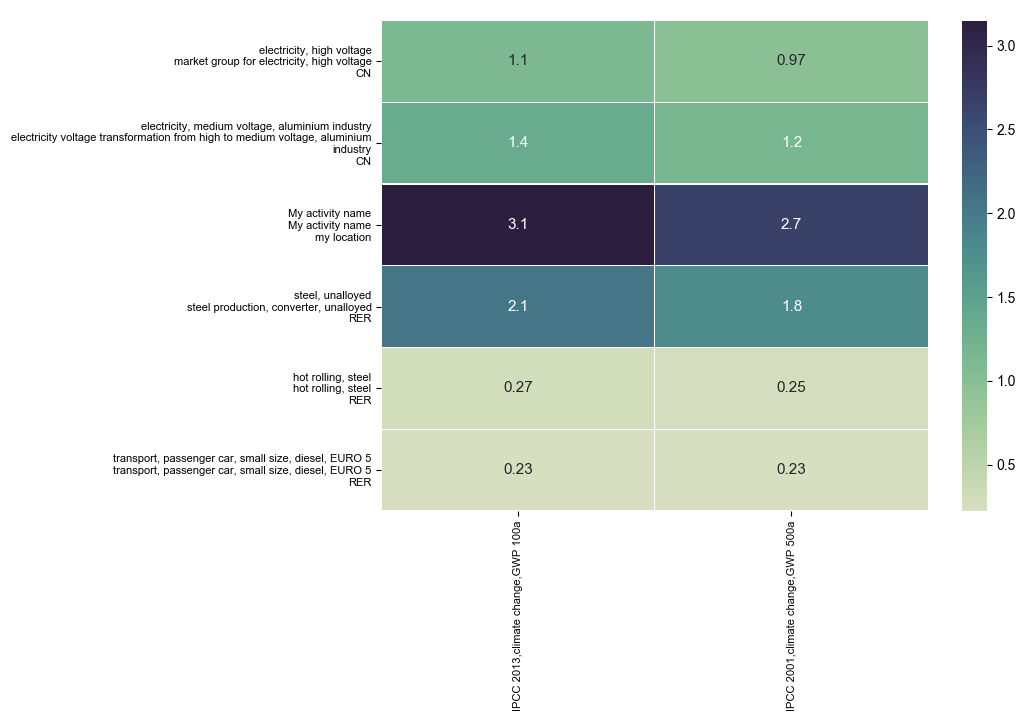 electricity, high voltage
market group for electricity, high voltage
CN
1.1
0.97
electricity, medium voltage, aluminium industry
electricity voltage transformation from high to medium voltage, aluminium
industry
CN
1.4
1.2
My activity name
My activity name
my location
3.1
2.7
steel, unalloyed
steel production, converter, unalloyed
RER
2.1
1.8
hot rolling, steel
hot rolling, steel
RER
0.27
0.25
transport, passenger car, small size, diesel, EURO 5
transport, passenger car, small size, diesel, EURO 5
RER
0.23
0.23
IPCC 2013,climate change,GWP 100a
IPCC 2001,climate change,GWP 500a
3.0
2.5
2.0
1.5
1.0
0.5